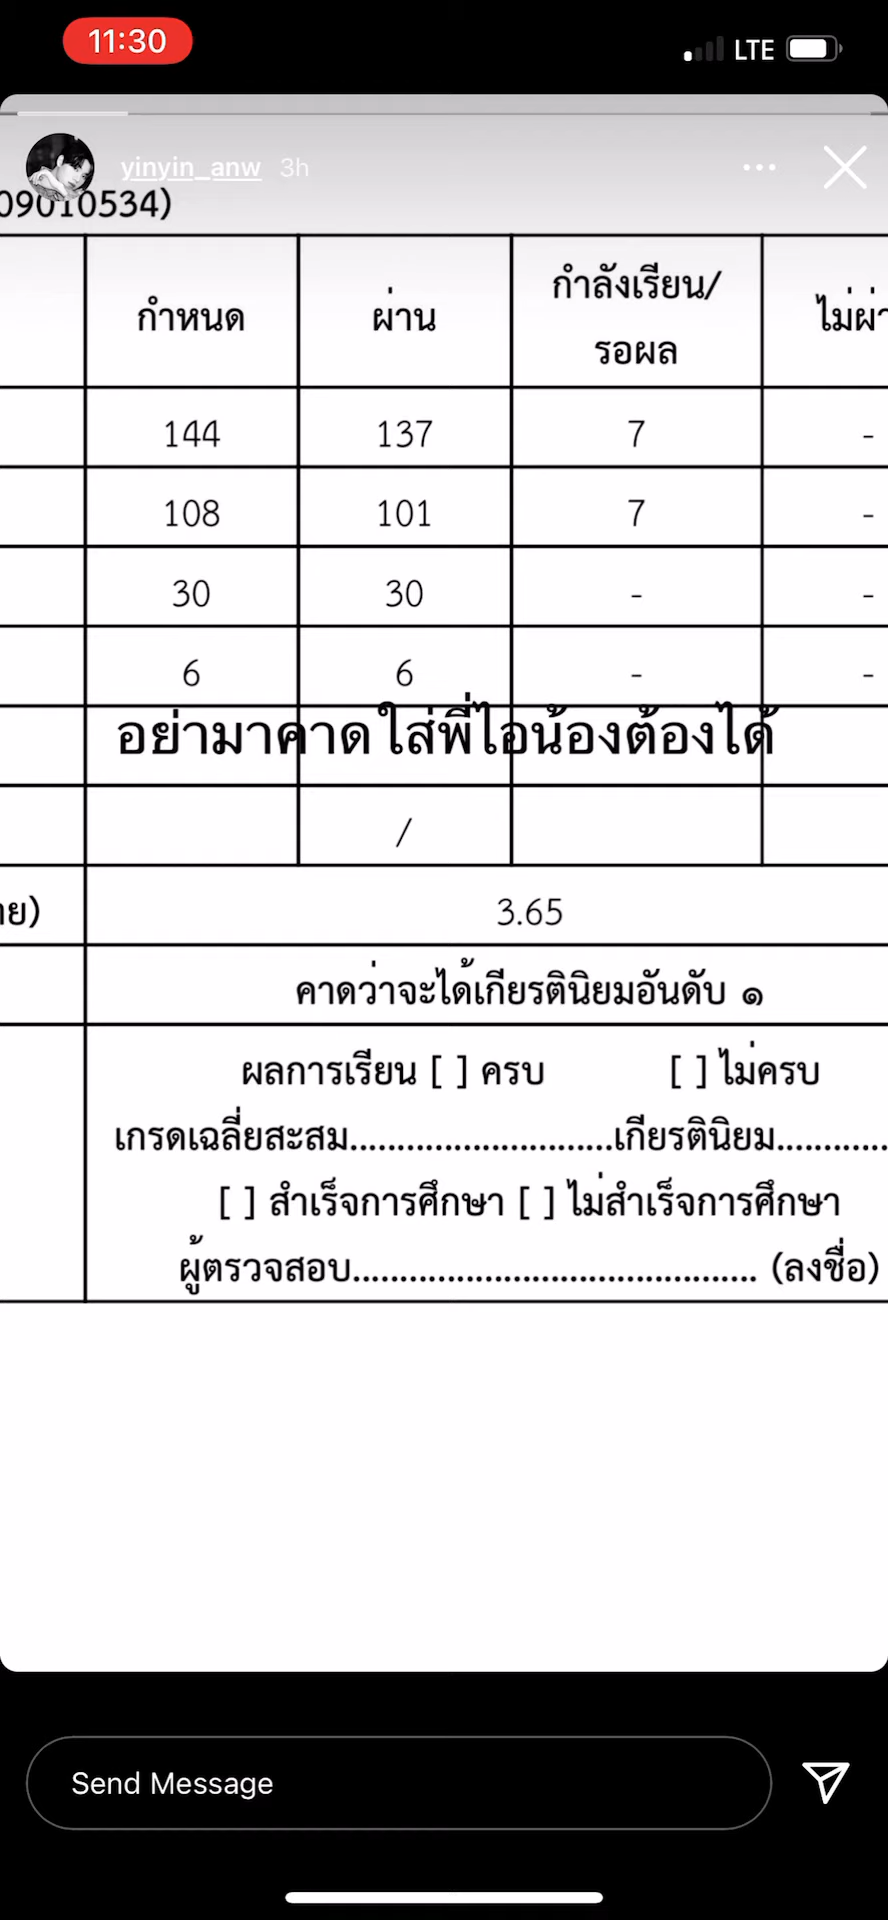 11:30
LTE
yinyin_anw 3h
09010534)
กำหนด ผ่าน กำลังเรียน/ ไม่ผ่
รอผล
144 137 7 -
108 101 7 -
30 30 - -
6 6 - -
อย่ามาคาดใส่พี่ไอน้องต้องได้
/
าย) 3.65
คาดว่าจะได้เกียรตินิยมอันดับ ๑
ผลการเรียน [ ] ครบ [ ] ไม่ครบ
เกรดเฉลี่ยสะสม............................เกียรตินิยม............
[ ] สำเร็จการศึกษา [ ] ไม่สำเร็จการศึกษา
ผู้ตรวจสอบ........................................... (ลงชื่อ)
Send Message